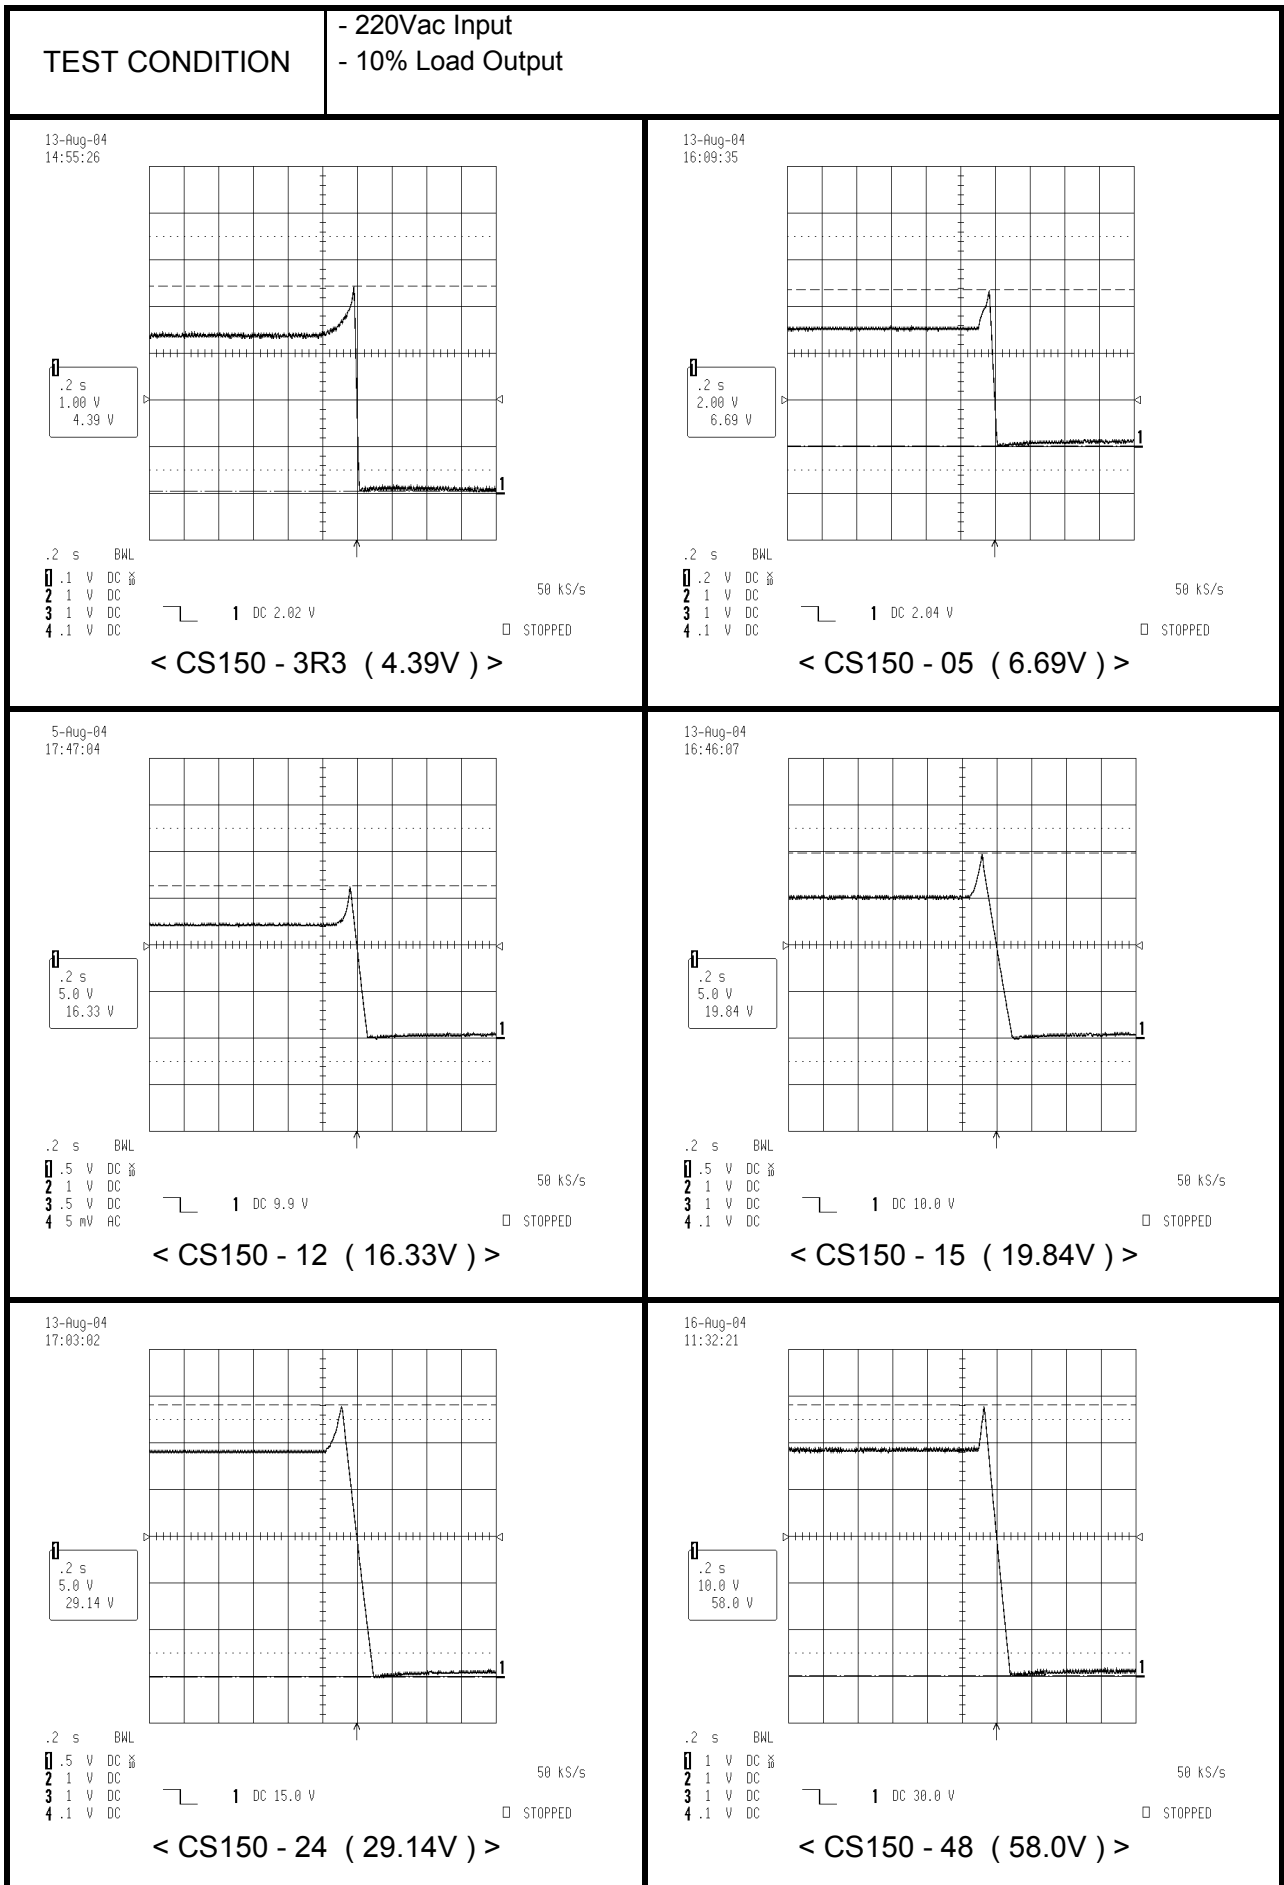 TEST CONDITION
- 220Vac Input
- 10% Load Output
13-Aug-04
14:55:26
1
.2 s
1.00 V
4.39 V
1
.2 s BWL
1 .1 V DC X10
2 1 V DC
3 1 V DC
4 .1 V DC
1 DC 2.02 V
50 kS/s
STOPPED
< CS150 - 3R3 ( 4.39V ) >
13-Aug-04
16:09:35
1
.2 s
2.00 V
6.69 V
1
.2 s BWL
1 .2 V DC X10
2 1 V DC
3 1 V DC
4 .1 V DC
1 DC 2.04 V
50 kS/s
STOPPED
< CS150 - 05 ( 6.69V ) >
5-Aug-04
17:47:04
1
.2 s
5.0 V
16.33 V
1
.2 s BWL
1 .5 V DC X10
2 1 V DC
3 .5 V DC
4 5 mV AC
1 DC 9.9 V
50 kS/s
STOPPED
< CS150 - 12 ( 16.33V ) >
13-Aug-04
16:46:07
1
.2 s
5.0 V
19.84 V
1
.2 s BWL
1 .5 V DC X10
2 1 V DC
3 1 V DC
4 .1 V DC
1 DC 10.0 V
50 kS/s
STOPPED
< CS150 - 15 ( 19.84V ) >
13-Aug-04
17:03:02
1
.2 s
5.0 V
29.14 V
1
.2 s BWL
1 .5 V DC X10
2 1 V DC
3 1 V DC
4 .1 V DC
1 DC 15.0 V
50 kS/s
STOPPED
< CS150 - 24 ( 29.14V ) >
16-Aug-04
11:32:21
1
.2 s
10.0 V
58.0 V
1
.2 s BWL
1 1 V DC X10
2 1 V DC
3 1 V DC
4 .1 V DC
1 DC 30.0 V
50 kS/s
STOPPED
< CS150 - 48 ( 58.0V ) >